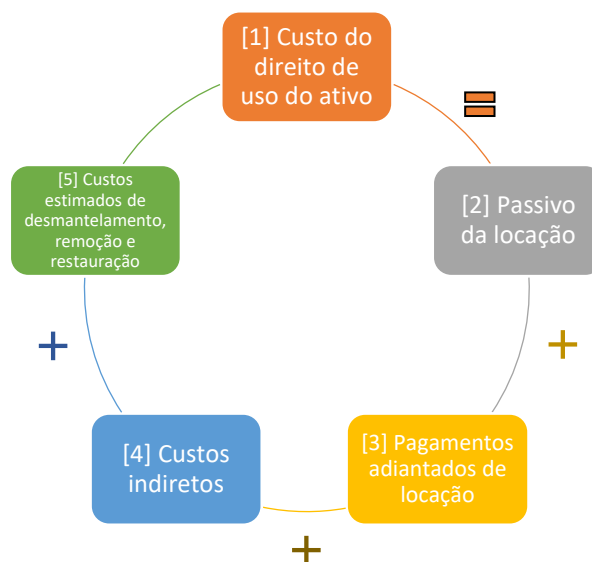 [1] Custo do
direito de
uso do ativo
=
[2] Passivo
da locação
+
[3] Pagamentos
adiantados de
locação
+
[4] Custos
indiretos
+
[5] Custos
estimados de
desmantelamento,
remoção e
restauração